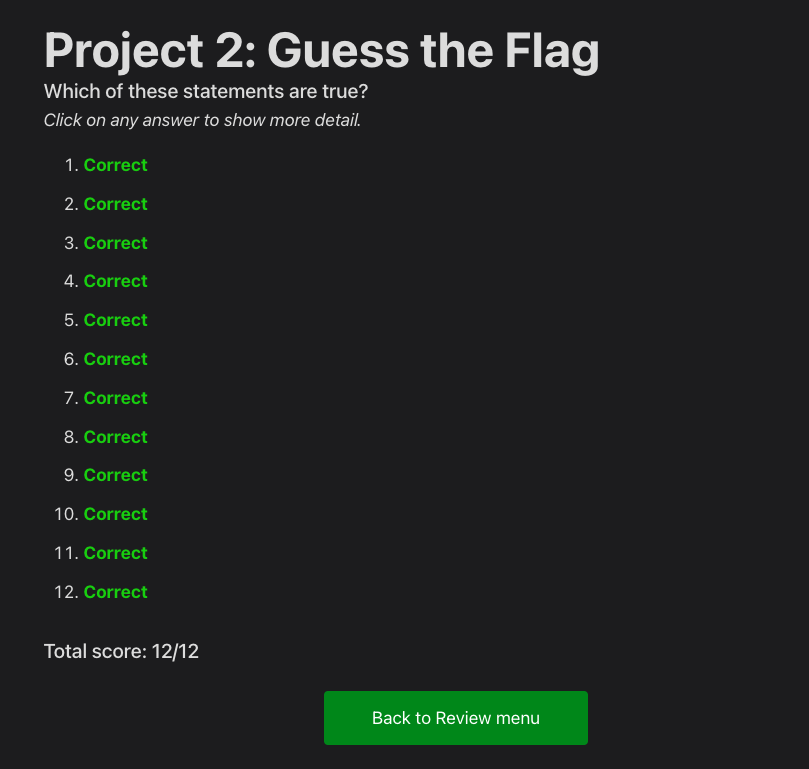 Project 2: Guess the Flag
Which of these statements are true?
Click on any answer to show more detail.
1. Correct
2. Correct
3. Correct
4. Correct
5. Correct
6. Correct
7. Correct
8. Correct
9. Correct
10. Correct
11. Correct
12. Correct
Total score: 12/12
Back to Review menu